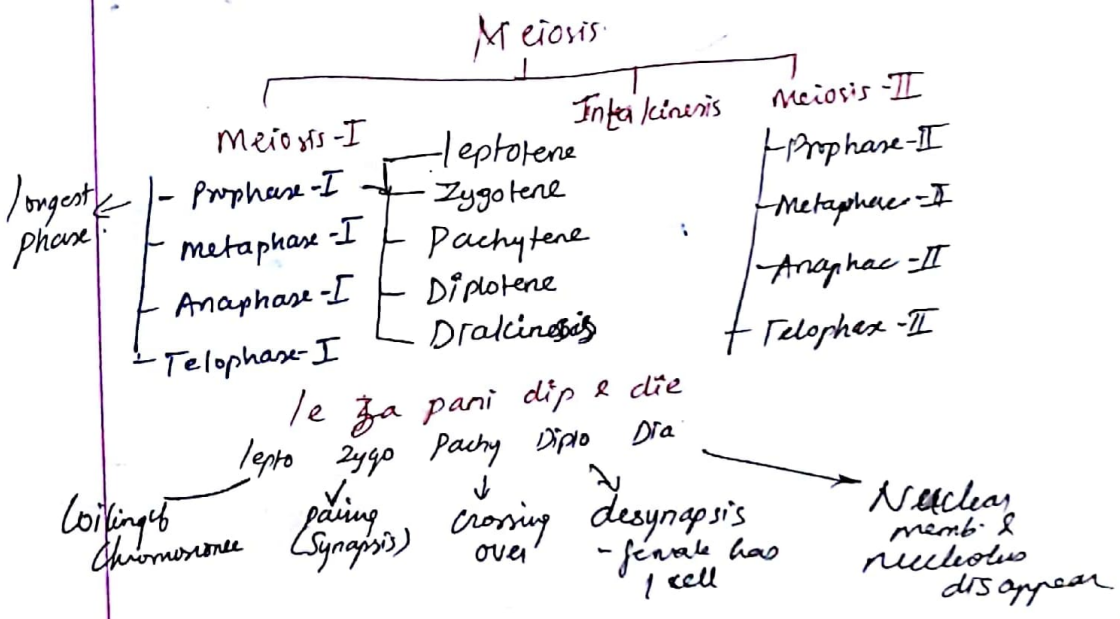 Meiosis
Meiosis-I
Intakinesis
Meiosis-II
longest phase
Prophase-I
Metaphase-I
Anaphase-I
Telophase-I
leptotene
Zygotene
Pachytene
Diplotene
Diakinesis
Prophase-II
Metaphase-II
Anaphac-II
Telophase-II
le za pani dip & die
lepto Zygo Pachy Diplo Dia
Coiling of
Chromosome
pairing
(Synapsis)
Crossing
over
desynapsis
- female has
1 cell
Nuclear
memb. &
nucleolus
disappear